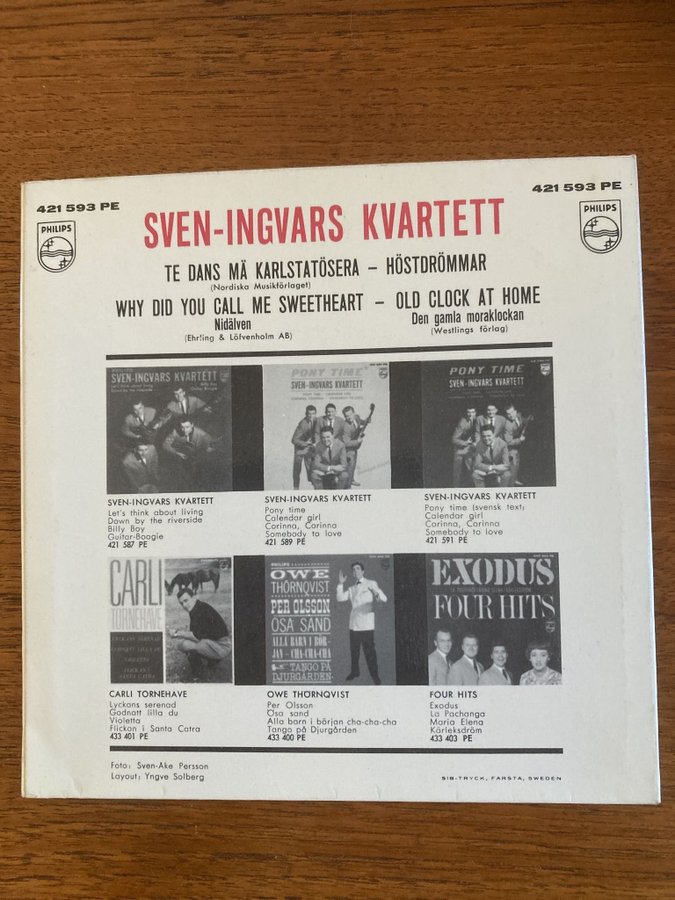 421 593 PE
421 593 PE
PHILIPS
PHILIPS
SVEN-INGVARS KVARTETT
TE DANS MÄ KARLSTATÖSERA – HÖSTDRÖMMAR
(Nordiska Musikförlaget)
WHY DID YOU CALL ME SWEETHEART – OLD CLOCK AT HOME
Nidälven
Den gamla moraklockan
(Ehrling & Löfvenholm AB)
(Westlings förlag)
SVEN-INGVARS KVARTETT
PONY TIME
SVEN-INGVARS KVARTETT
PONY TIME
SVEN-INGVARS KVARTETT
SVEN-INGVARS KVARTETT
Let's think about living
Down by the riverside
Billy Boy
Guitar-Boogie
421 587 PE
SVEN-INGVARS KVARTETT
Pony time
Calendar girl
Corinna, Corinna
Somebody to love
421 589 PE
SVEN-INGVARS KVARTETT
Pony time (svensk text)
Calendar girl
Corinna, Corinna
Somebody to love
421 591 PE
CARLI
TORNEHAVE
OWE
THÖRNQVIST
PER OLSSON
ÖSA SAND
ALLA BARN I BÖR-
JAN - CHA-CHA-CHA
TANGO PÅ
DJURGÅRDEN
EXODUS
FOUR HITS
CARLI TORNEHAVE
Lyckans serenad
Godnatt lilla du
Violetta
Flickan i Santa Catra
433 401 PE
OWE THÖRNQVIST
Per Olsson
Ösa sand
Alla barn i början cha-cha-cha
Tango på Djurgården
433 400 PE
FOUR HITS
Exodus
La Pachanga
Maria Elena
Kärleksdröm
433 403 PE
Foto: Sven-Åke Persson
Layout: Yngve Solberg
SIB-TRYCK, FARSTA, SWEDEN